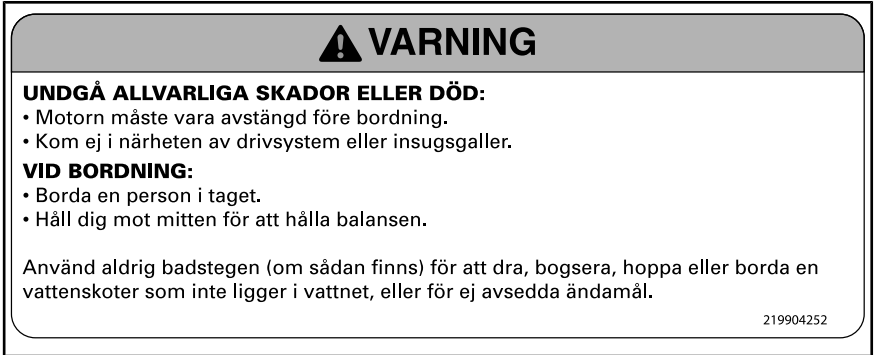 VARNING
UNDGÅ ALLVARLIGA SKADOR ELLER DÖD:
• Motorn måste vara avstängd före bordning.
• Kom ej i närheten av drivsystem eller insugsgaller.
VID BORDNING:
• Borda en person i taget.
• Håll dig mot mitten för att hålla balansen.
Använd aldrig badstegen (om sådan finns) för att dra, bogsera, hoppa eller borda en
vattenskoter som inte ligger i vattnet, eller för ej avsedda ändamål.
219904252